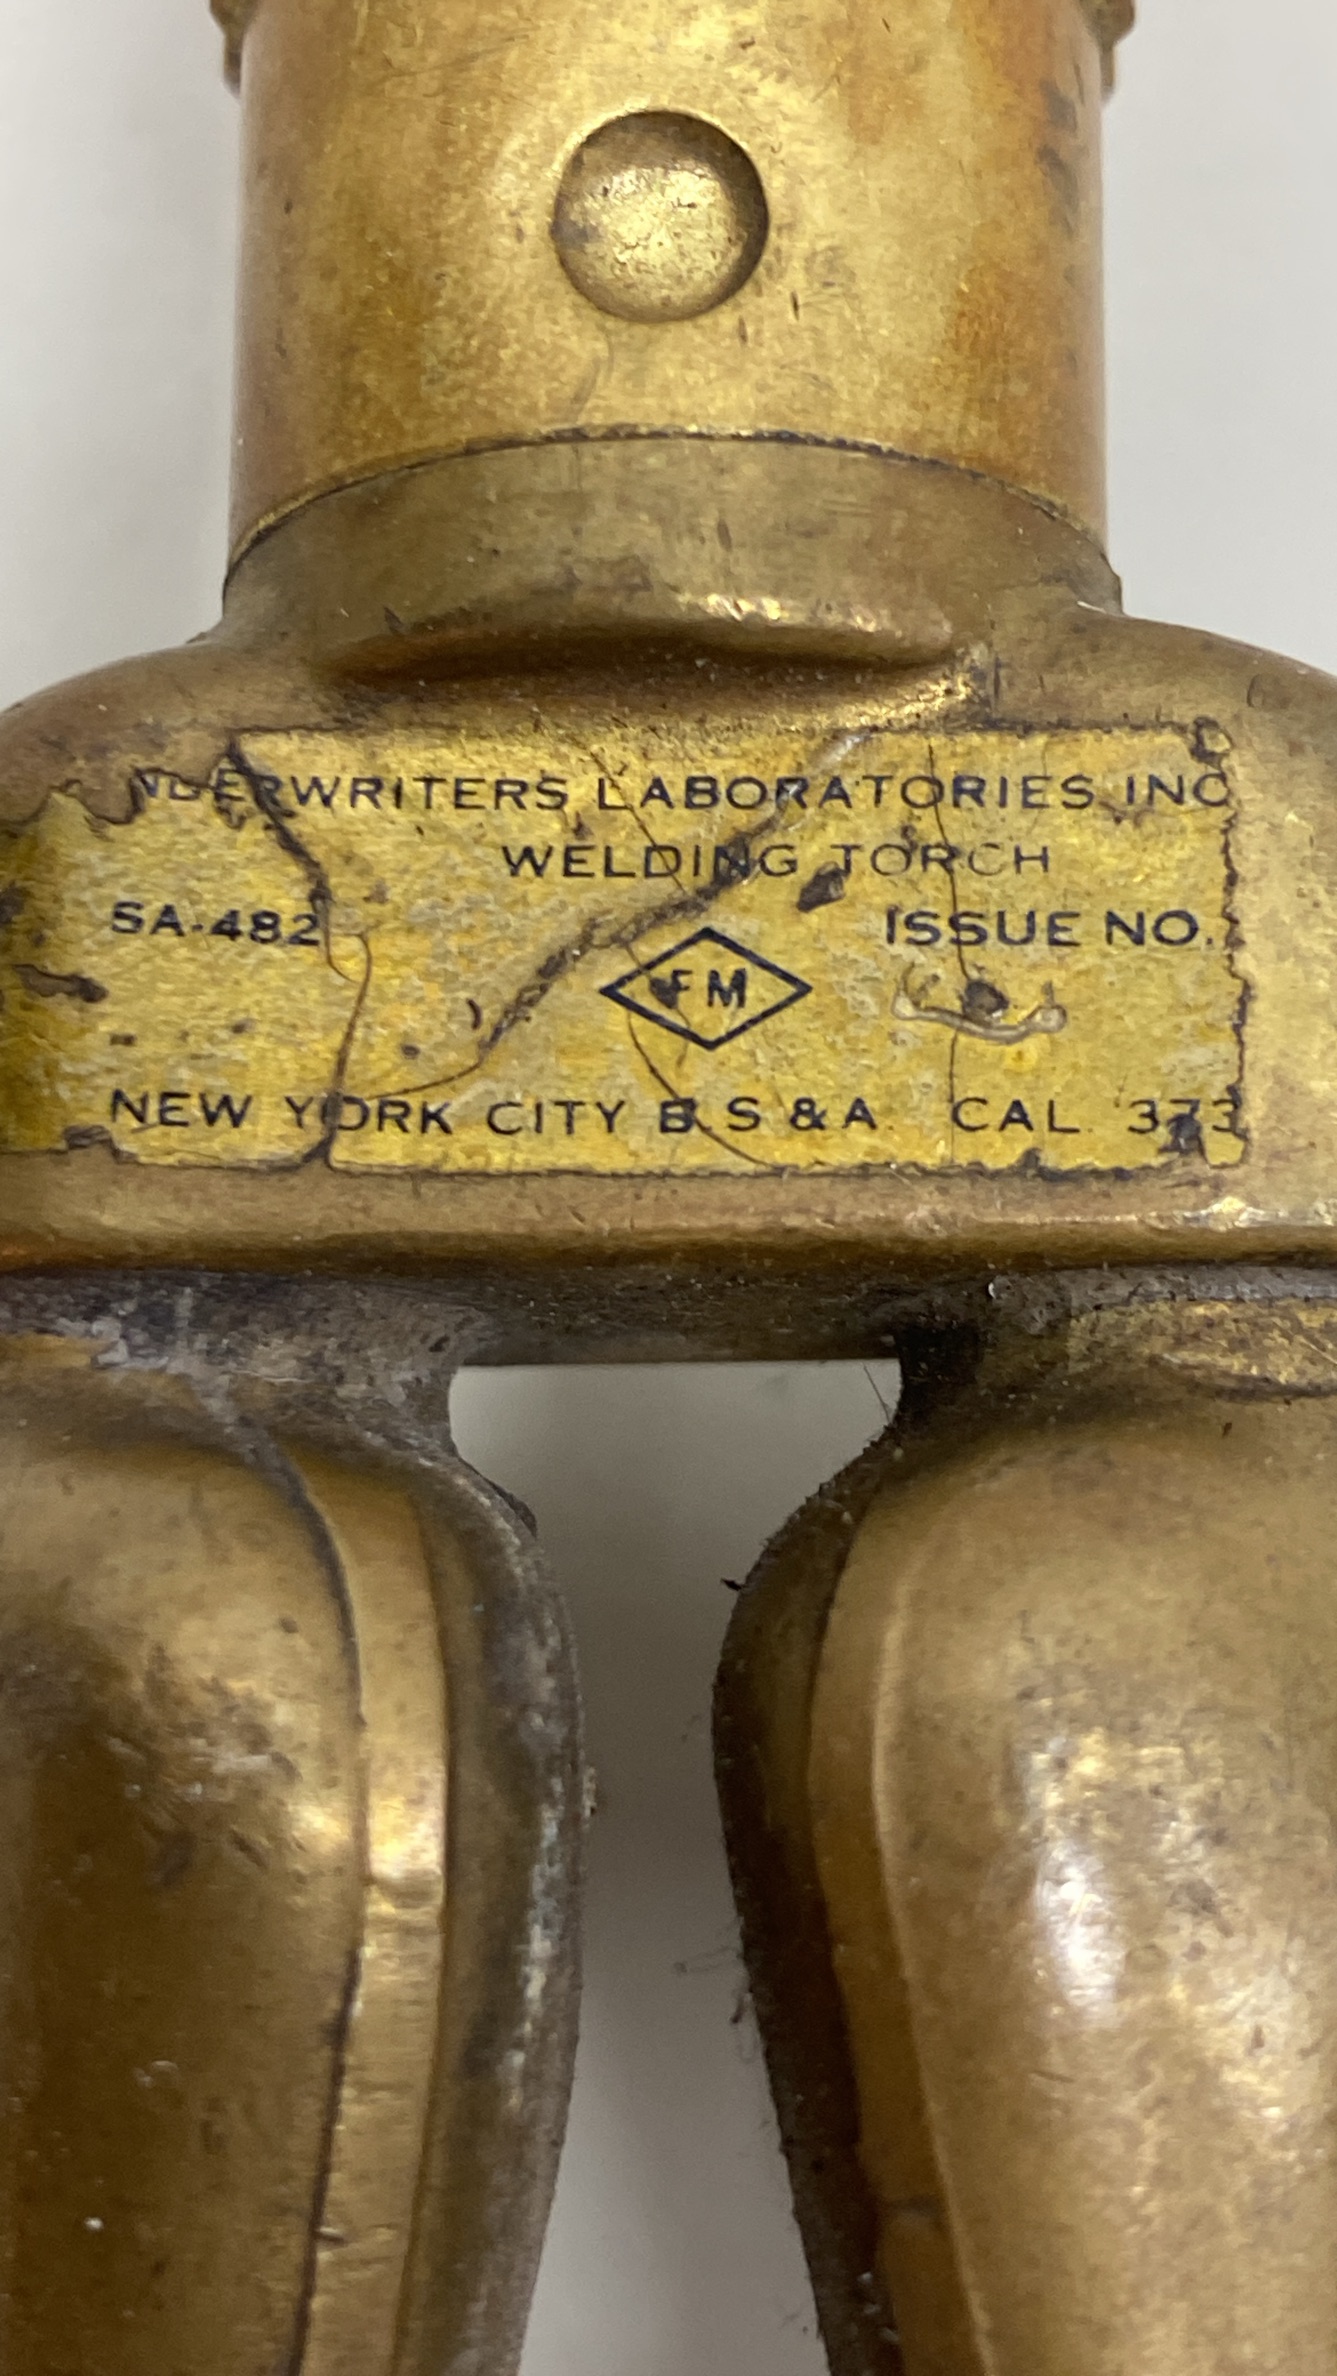 NDERWRITERS LABORATORIES INC
WELDING TORCH
SA-482 ISSUE NO.
FM
NEW YORK CITY B.S & A. CAL. 373